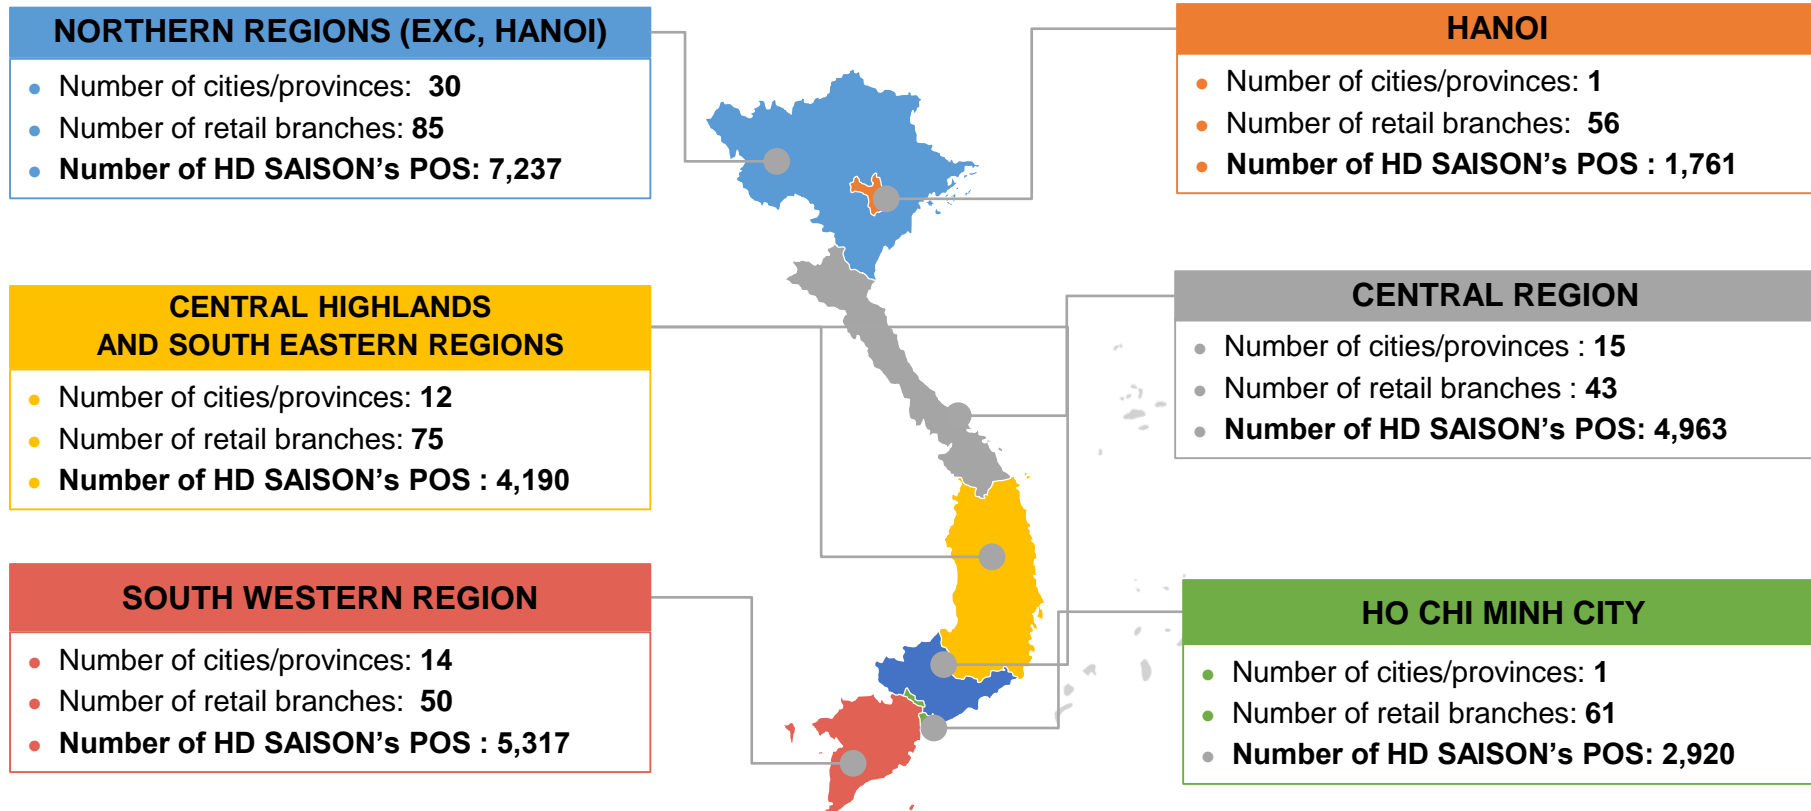 NORTHERN REGIONS (EXC, HANOI)
Number of cities/provinces: 30
Number of retail branches: 85
Number of HD SAISON’s POS: 7,237
HANOI
Number of cities/provinces: 1
Number of retail branches: 56
Number of HD SAISON’s POS : 1,761
CENTRAL HIGHLANDS
AND SOUTH EASTERN REGIONS
Number of cities/provinces: 12
Number of retail branches: 75
Number of HD SAISON’s POS : 4,190
CENTRAL REGION
Number of cities/provinces : 15
Number of retail branches : 43
Number of HD SAISON’s POS: 4,963
SOUTH WESTERN REGION
Number of cities/provinces: 14
Number of retail branches: 50
Number of HD SAISON’s POS : 5,317
HO CHI MINH CITY
Number of cities/provinces: 1
Number of retail branches: 61
Number of HD SAISON’s POS: 2,920